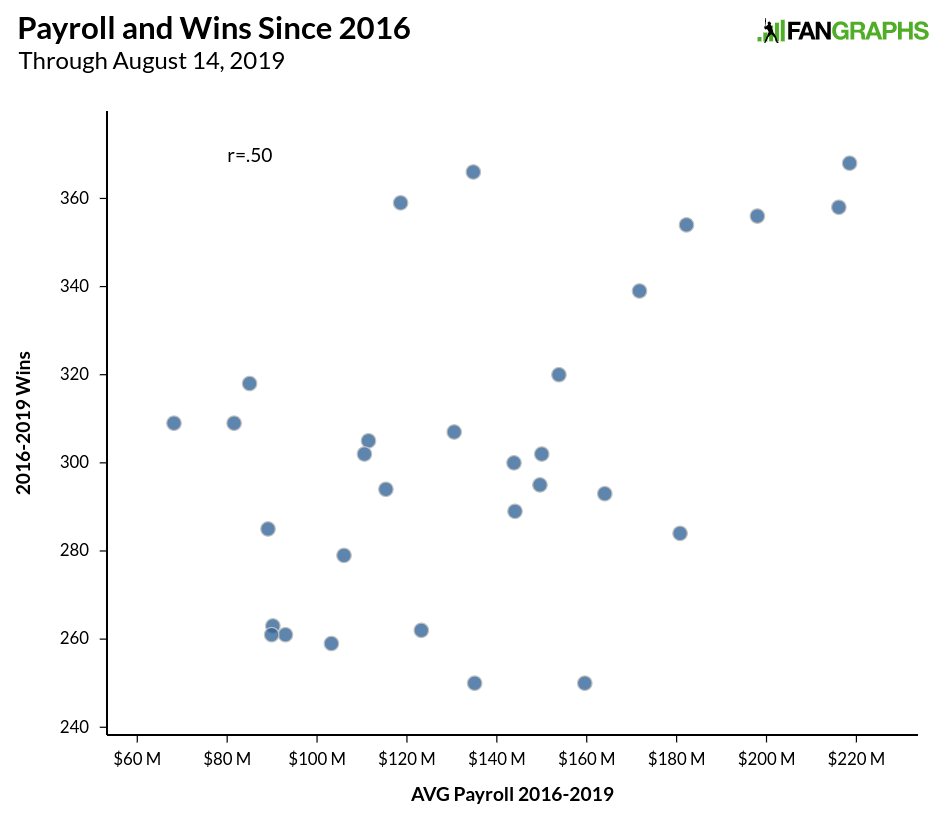 Payroll and Wins Since 2016
Through August 14, 2019
FANGRAPHS
r=.50
360
340
320
300
280
260
240
2016-2019 Wins
$60 M $80 M $100 M $120 M $140 M $160 M $180 M $200 M $220 M
AVG Payroll 2016-2019